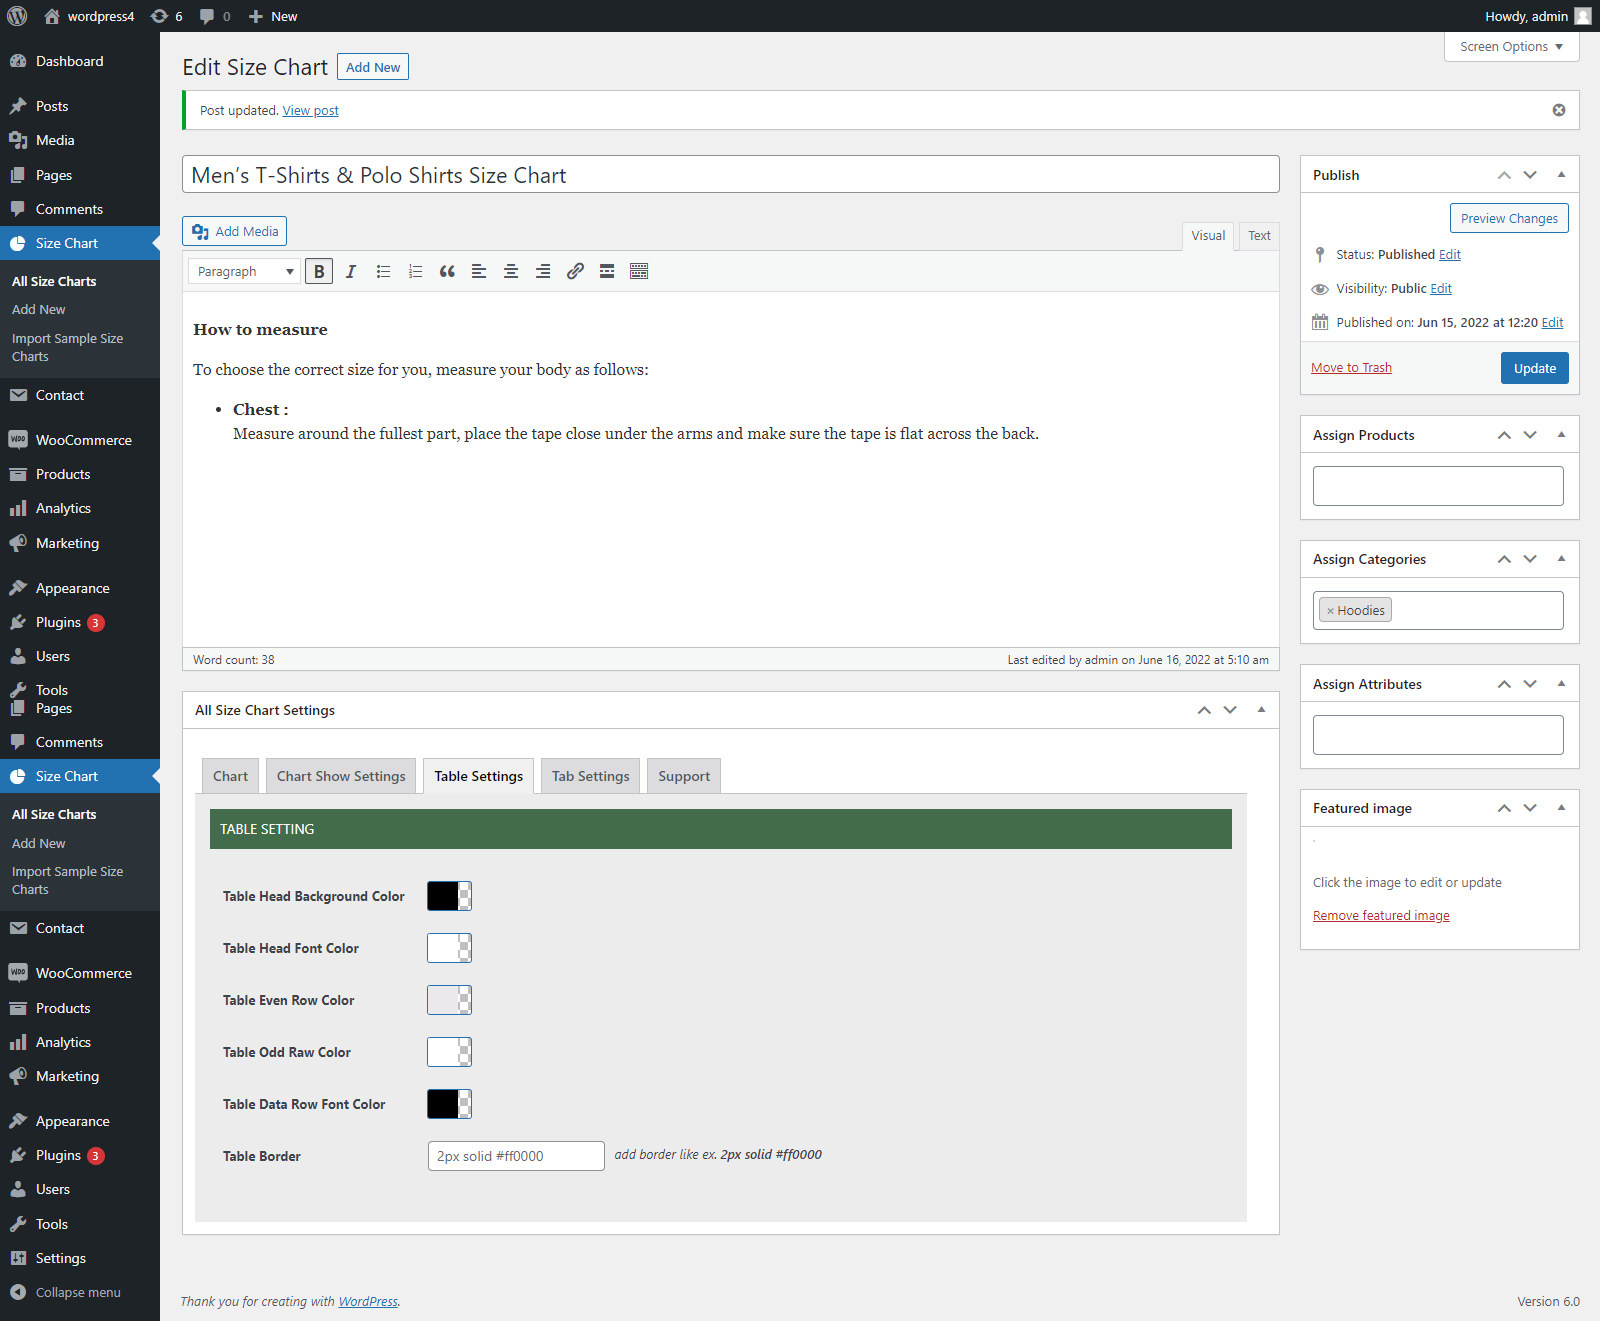 wordpress4
6
0
New
Howdy, admin
Dashboard
Posts
Media
Pages
Comments
Size Chart
All Size Charts
Add New
Import Sample Size
Charts
Contact
WooCommerce
Products
Analytics
Marketing
Appearance
Plugins 3
Users
Tools
Pages
Comments
Size Chart
All Size Charts
Add New
Import Sample Size
Charts
Contact
WooCommerce
Products
Analytics
Marketing
Appearance
Plugins 3
Users
Tools
Settings
Collapse menu
Screen Options
Edit Size Chart
Add New
Post updated. View post
Men's T-Shirts & Polo Shirts Size Chart
Add Media
Visual
Text
Paragraph
B I
How to measure
To choose the correct size for you, measure your body as follows:
• Chest :
Measure around the fullest part, place the tape close under the arms and make sure the tape is flat across the back.
Word count: 38
Last edited by admin on June 16, 2022 at 5:10 am
All Size Chart Settings
Chart
Chart Show Settings
Table Settings
Tab Settings
Support
TABLE SETTING
Table Head Background Color
Table Head Font Color
Table Even Row Color
Table Odd Raw Color
Table Data Row Font Color
Table Border
2px solid #ff0000
add border like ex. 2px solid #ff0000
Publish
Preview Changes
Status: Published Edit
Visibility: Public Edit
Published on: Jun 15, 2022 at 12:20 Edit
Move to Trash
Update
Assign Products
Assign Categories
× Hoodies
Assign Attributes
Featured image
Click the image to edit or update
Remove featured image
Thank you for creating with WordPress.
Version 6.0